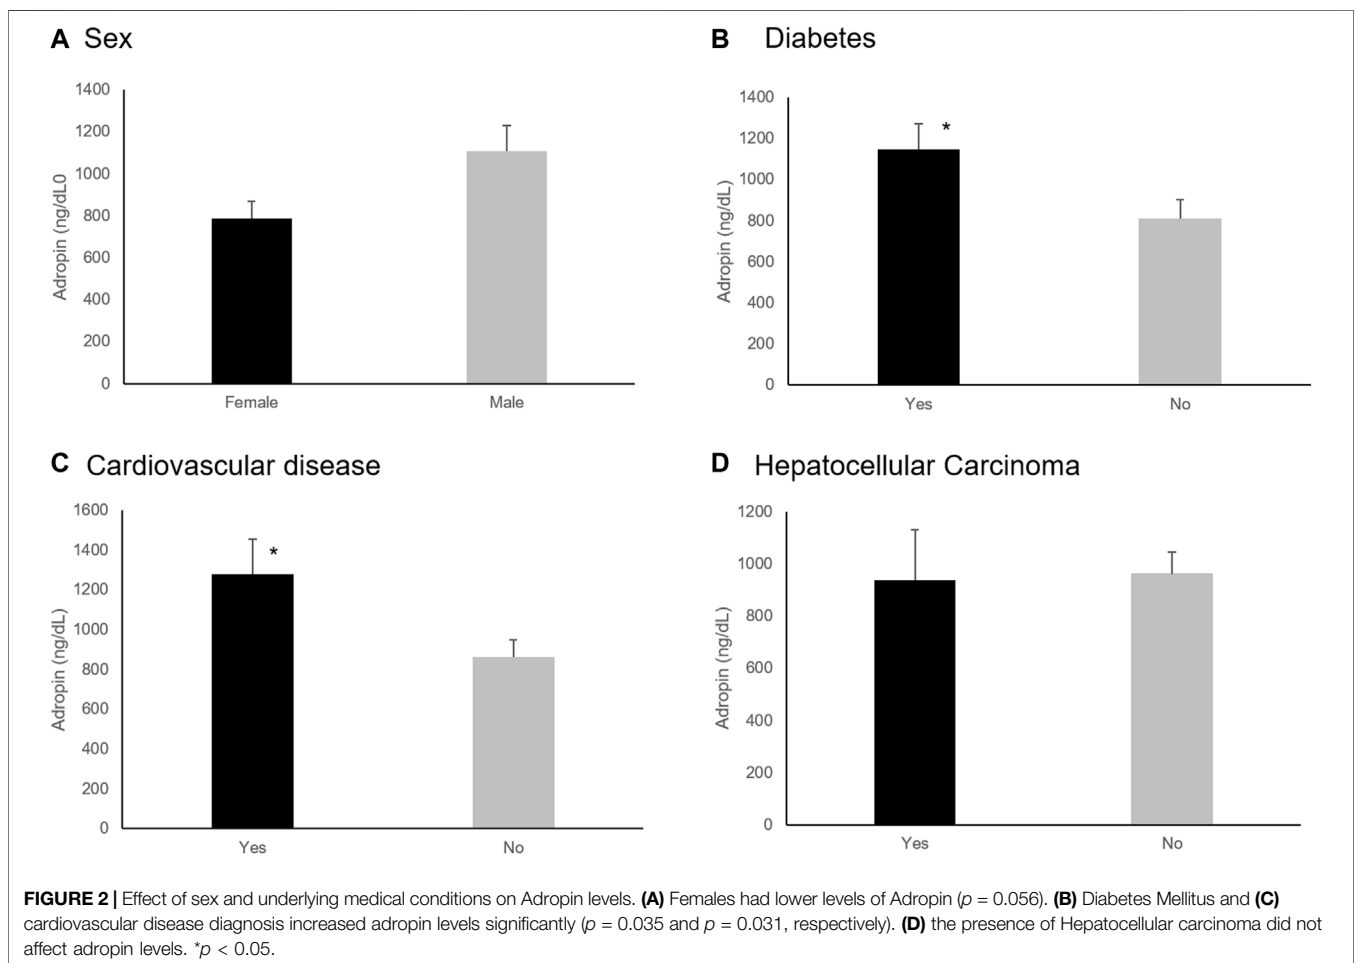 A Sex
1400
1200
1000
800
600
400
200
0
Adropin (ng/dL0
Female
Male
B Diabetes
1400
1200
1000
800
600
400
200
0
Adropin (ng/dL)
*
Yes
No
C Cardiovascular disease
1600
1400
1200
1000
800
600
400
200
0
Adropin (ng/dL)
*
Yes
No
D Hepatocellular Carcinoma
1200
1000
800
600
400
200
0
Adropin (ng/dL)
Yes
No
FIGURE 2 | Effect of sex and underlying medical conditions on Adropin levels. (A) Females had lower levels of Adropin (p = 0.056). (B) Diabetes Mellitus and (C)
cardiovascular disease diagnosis increased adropin levels significantly (p = 0.035 and p = 0.031, respectively). (D) the presence of Hepatocellular carcinoma did not
affect adropin levels. *p < 0.05.